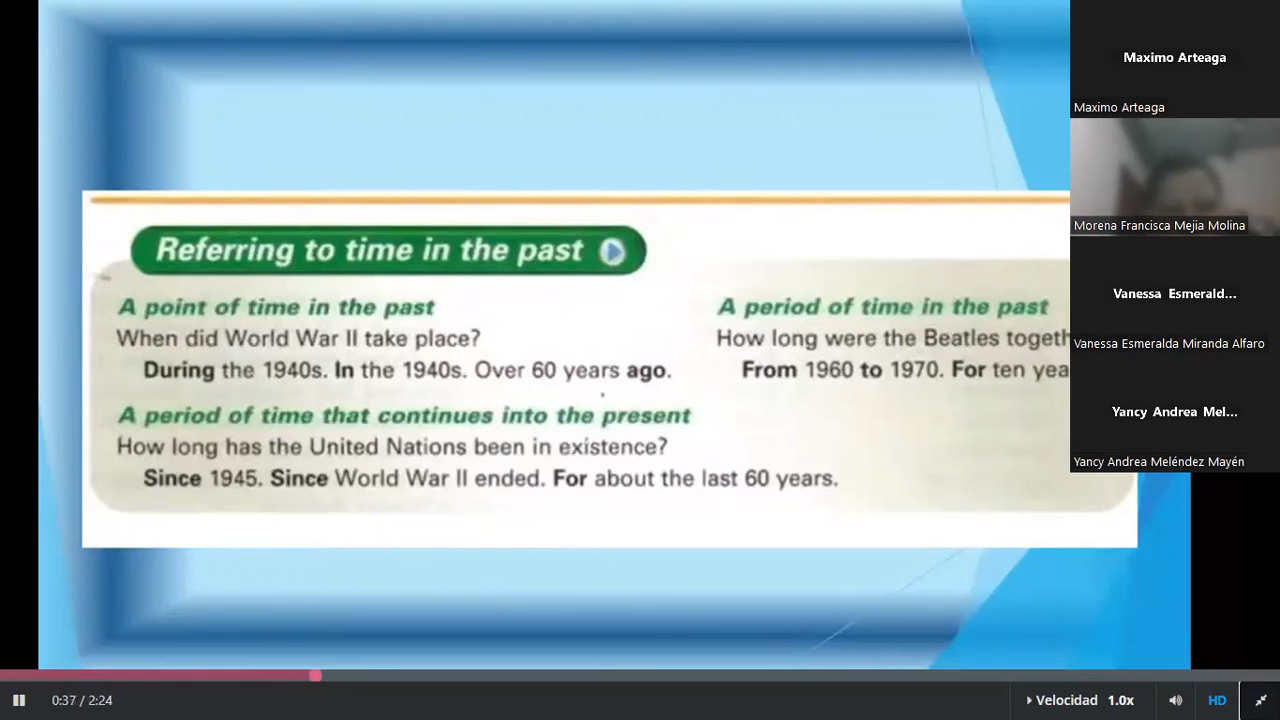 Referring to time in the past
A point of time in the past
When did World War II take place?
During the 1940s. In the 1940s. Over 60 years ago.
A period of time in the past
How long were the Beatles
From 1960 to 1970. For ten
A period of time that continues into the present
How long has the United Nations been in existence?
Since 1945. Since World War II ended. For about the last 60 years.
Maximo Arteaga
Maximo Arteaga
Morena Francisca Mejia Molina
Vanessa Esmerald...
Vanessa Esmeralda Miranda Alfaro
Yancy Andrea Mel...
Yancy Andrea Meléndez Mayén
0:37 / 2:24
Velocidad 1.0x
HD